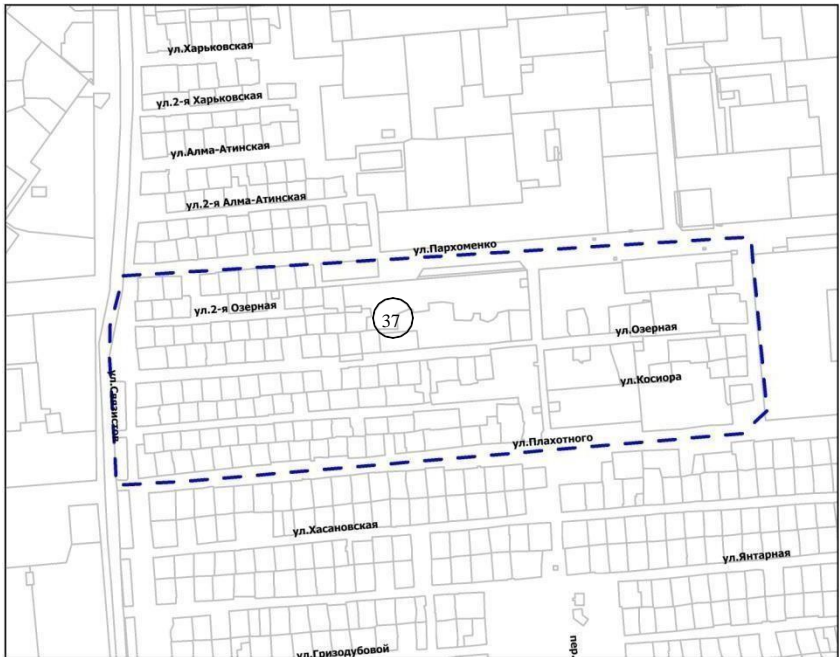 ул.Харьковская
ул.2-я Харьковская
ул.Алма-Атинская
ул.2-я Алма-Атинская
ул.Пархоменко
ул.2-я Озерная
37
ул.Озерная
ул.Связистов
ул.Косиора
ул.Плахотного
ул.Хасановская
ул.Янтарная
ул.Гризодубовой
пер.